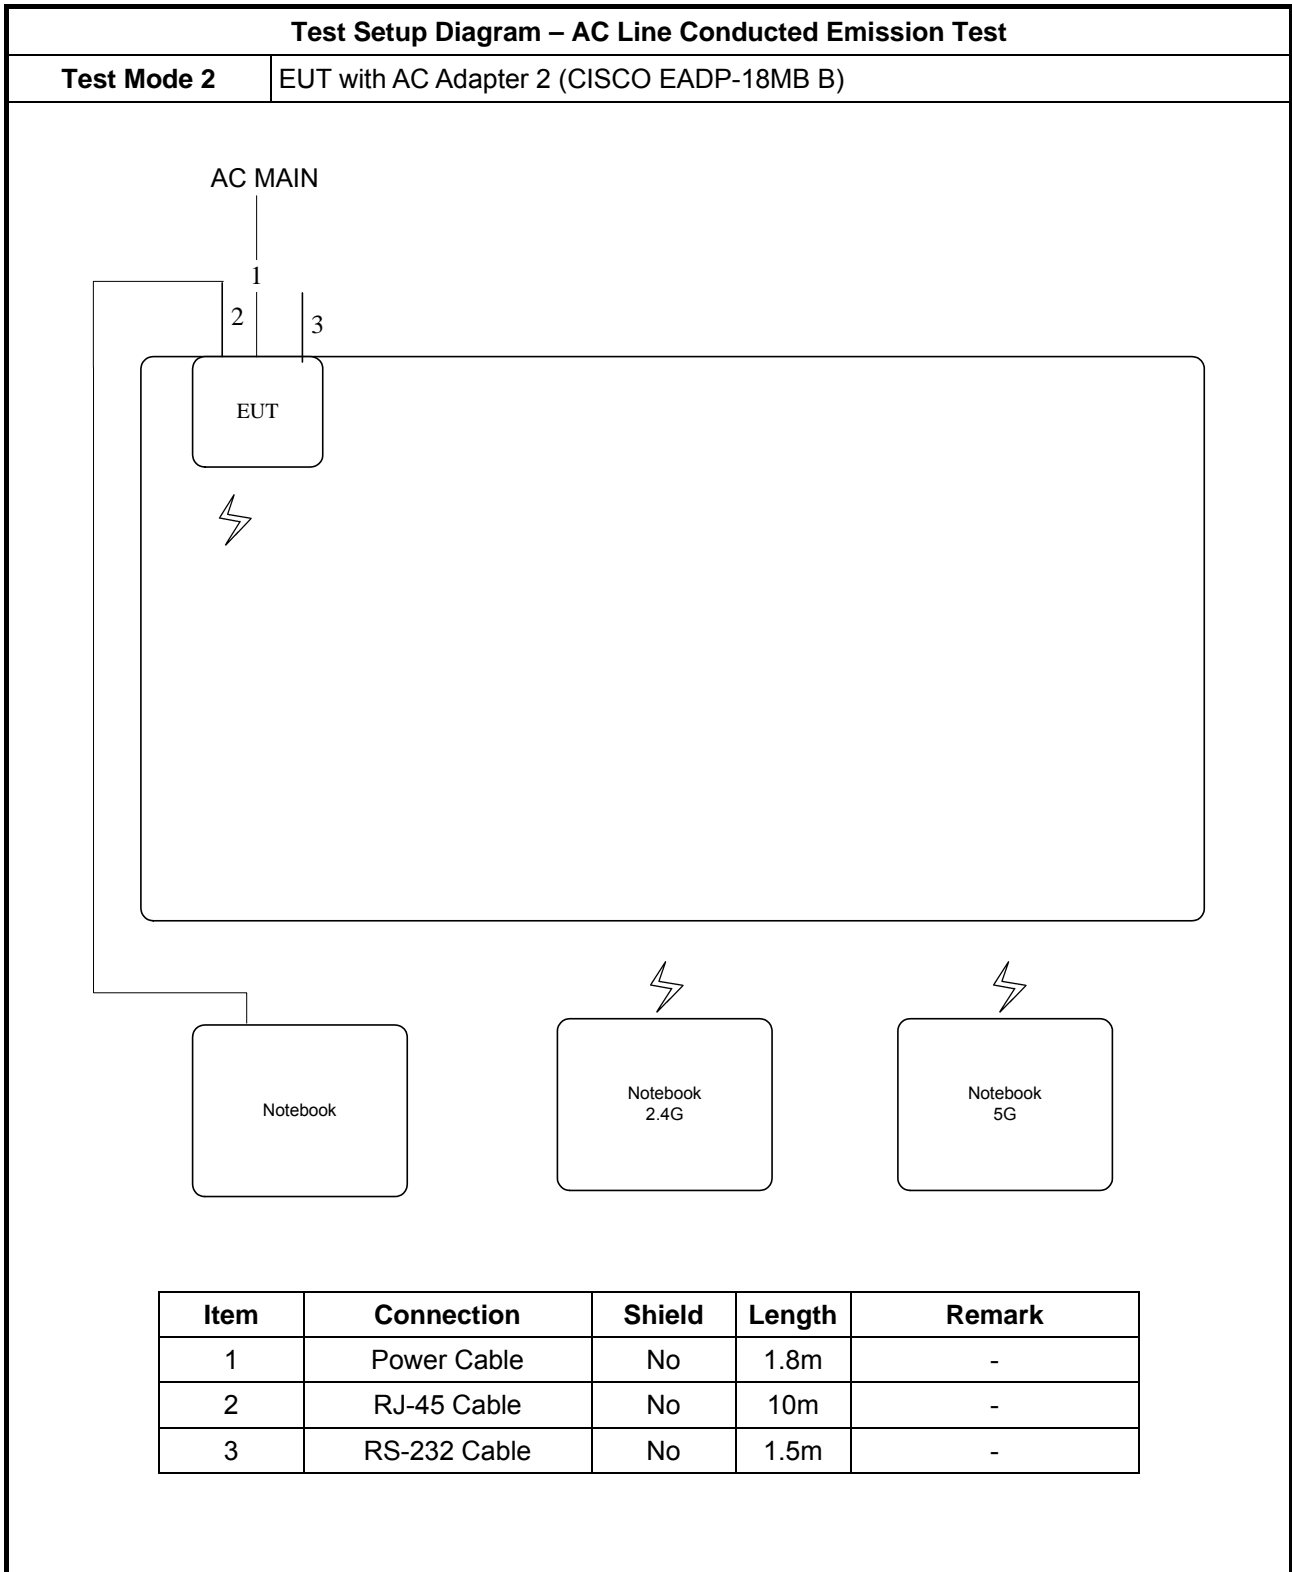 Test Setup Diagram – AC Line Conducted Emission Test
Test Mode 2 EUT with AC Adapter 2 (CISCO EADP-18MB B)
AC MAIN
1
2
3
EUT
Notebook
Notebook
2.4G
Notebook
5G
Item Connection Shield Length Remark
1 Power Cable No 1.8m -
2 RJ-45 Cable No 10m -
3 RS-232 Cable No 1.5m -